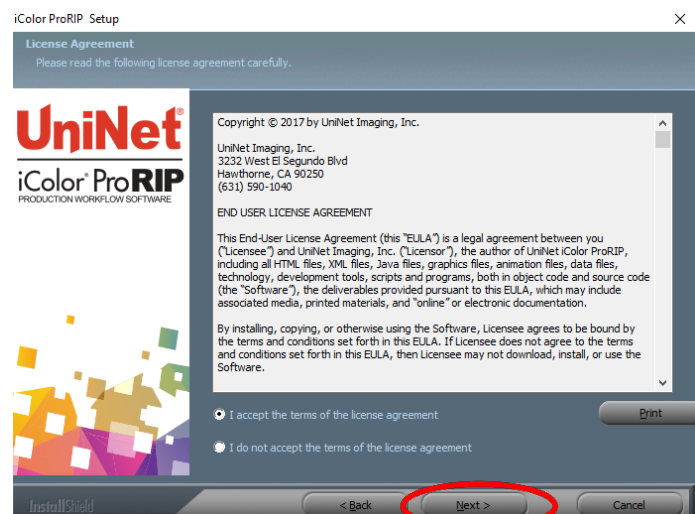 iColor ProRIP Setup
License Agreement
Please read the following license agreement carefully.
UniNet®
iColor® ProRIP
PRODUCTION WORKFLOW SOFTWARE
Copyright © 2017 by UniNet Imaging, Inc.
UniNet Imaging, Inc.
3232 West El Segundo Blvd
Hawthorne, CA 90250
(631) 590-1040
END USER LICENSE AGREEMENT
This End-User License Agreement (this "EULA") is a legal agreement between you
("Licensee") and UniNet Imaging, Inc. ("Licensor"), the author of UniNet iColor ProRIP,
including all HTML files, XML files, Java files, graphics files, animation files, data files,
technology, development tools, scripts and programs, both in object code and source code
(the "Software"), the deliverables provided pursuant to this EULA, which may include
associated media, printed materials, and "online" or electronic documentation.
By installing, copying, or otherwise using the Software, Licensee agrees to be bound by
the terms and conditions set forth in this EULA. If Licensee does not agree to the terms
and conditions set forth in this EULA, then Licensee may not download, install, or use the
Software.
I accept the terms of the license agreement
Print
I do not accept the terms of the license agreement
InstallShield
< Back
Next >
Cancel